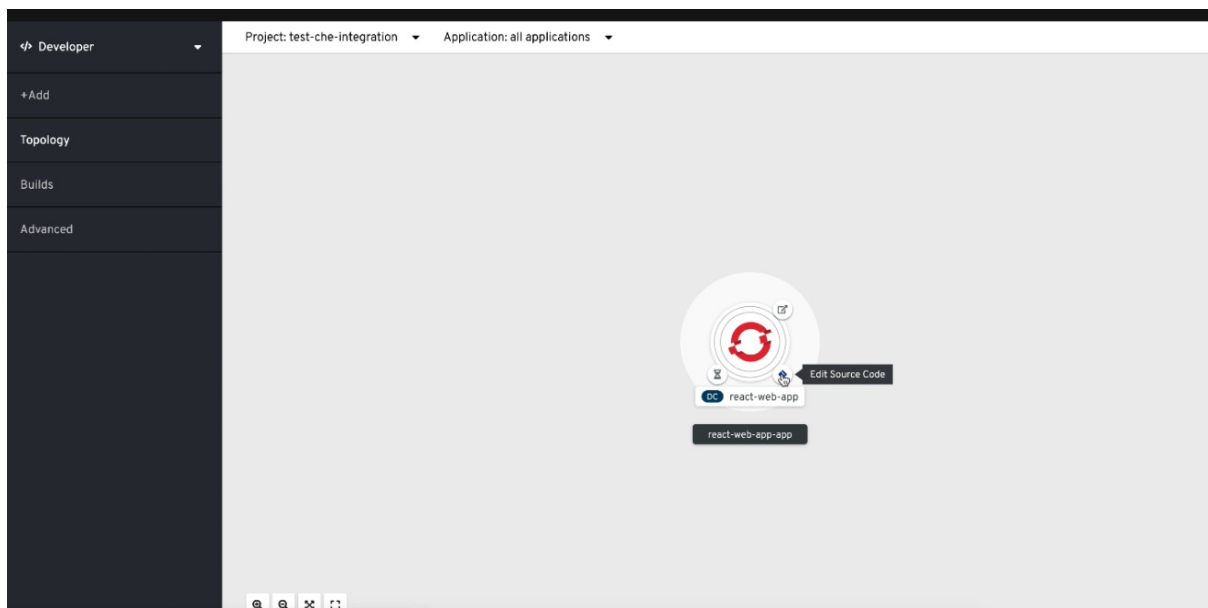 Developer
Project: test-che-integration
Application: all applications
+Add
Topology
Builds
Advanced
Edit Source Code
DC react-web-app
react-web-app-app